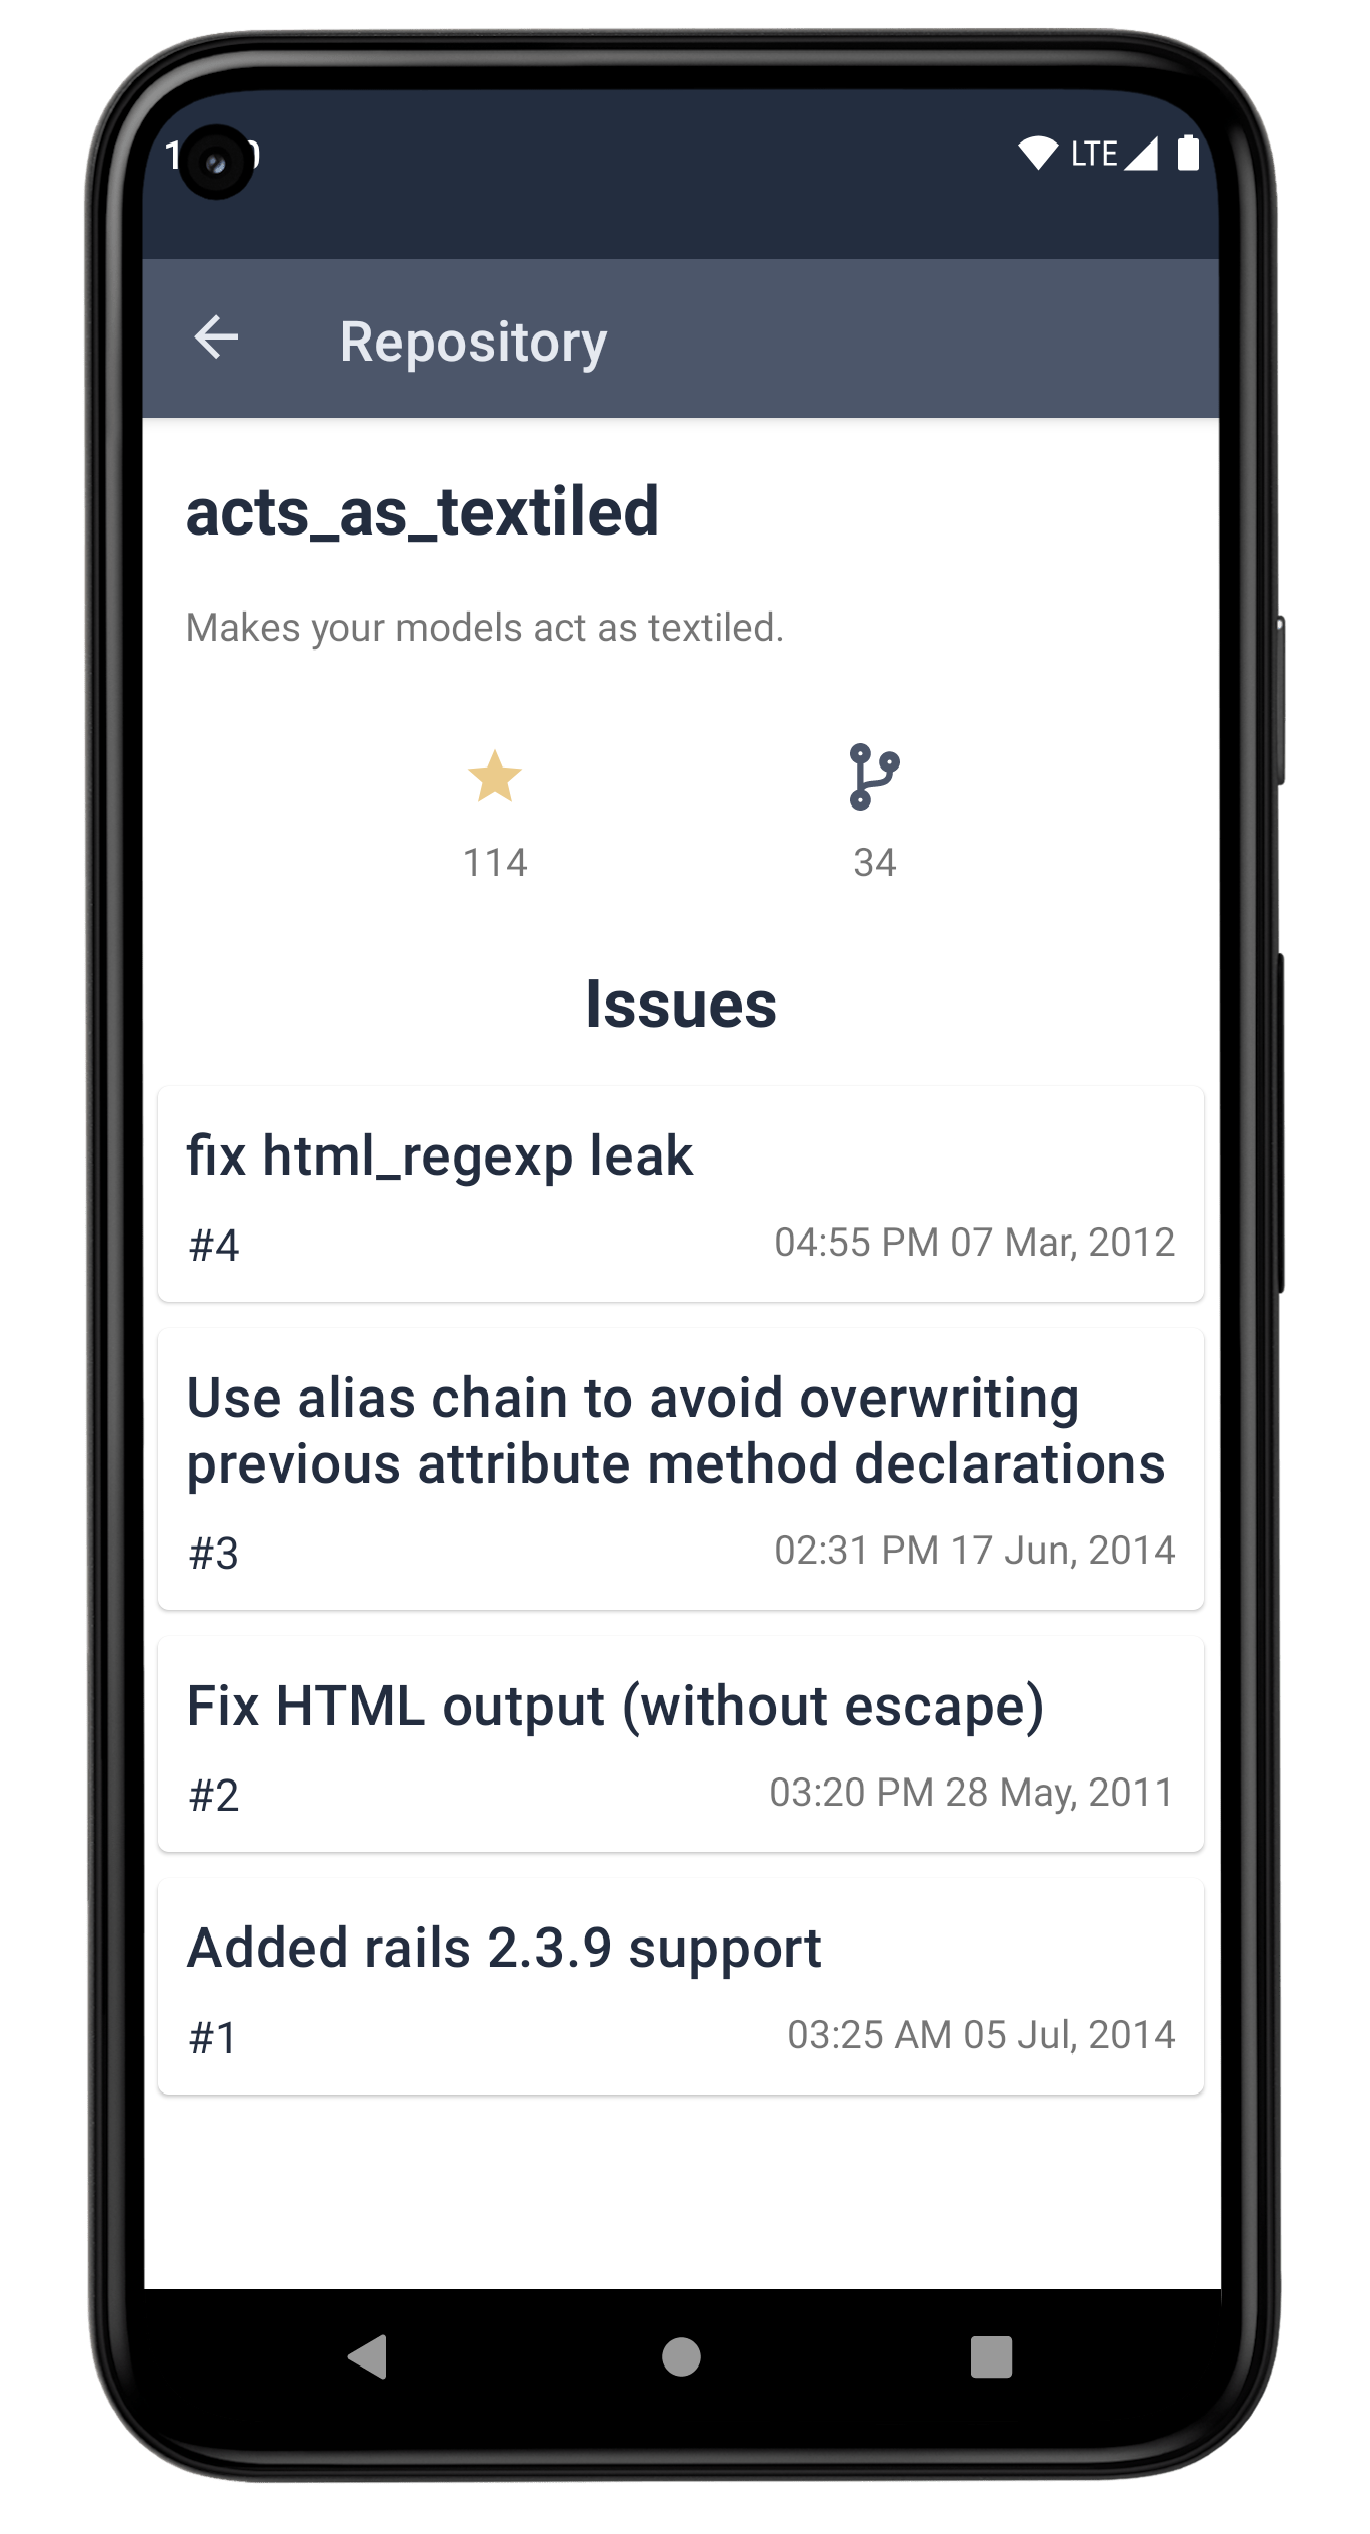 LTE
Repository
acts_as_textiled
Makes your models act as textiled.
114 34
Issues
fix html_regexp leak
#4 04:55 PM 07 Mar, 2012
Use alias chain to avoid overwriting
previous attribute method declarations
#3 02:31 PM 17 Jun, 2014
Fix HTML output (without escape)
#2 03:20 PM 28 May, 2011
Added rails 2.3.9 support
#1 03:25 AM 05 Jul, 2014